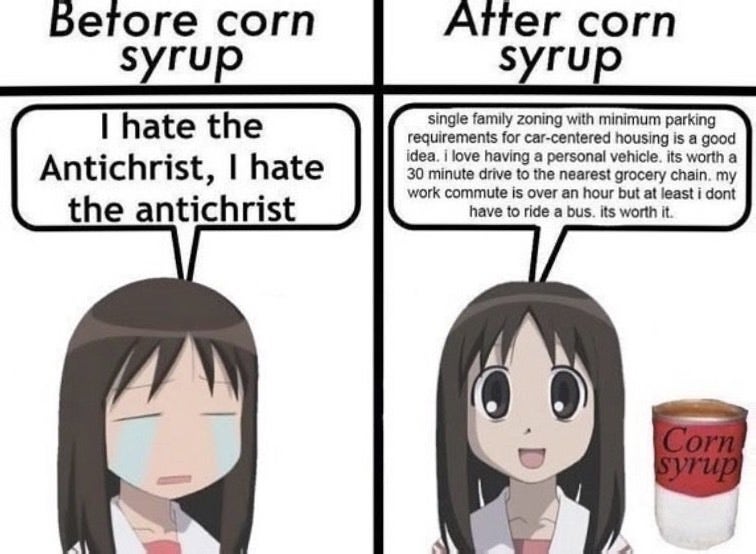 Before corn
syrup
After corn
syrup
I hate the
Antichrist, I hate
the antichrist
single family zoning with minimum parking
requirements for car-centered housing is a good
idea. i love having a personal vehicle. its worth a
30 minute drive to the nearest grocery chain. my
work commute is over an hour but at least i dont
have to ride a bus. its worth it.
Corn
syrup